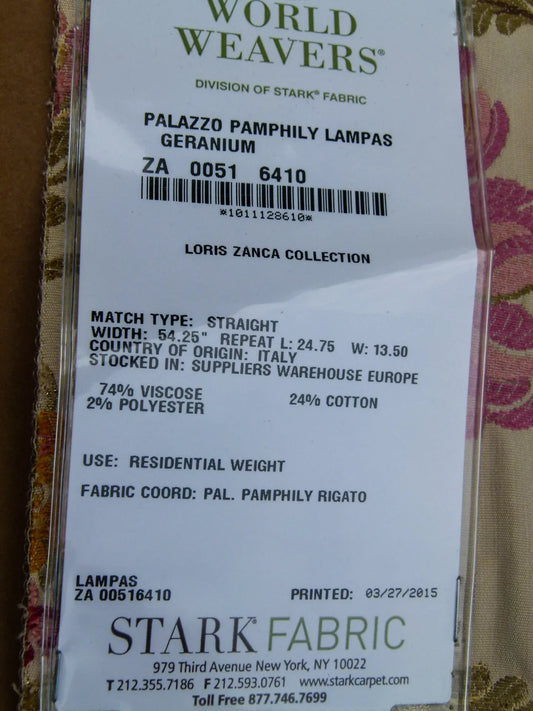 WORLD
WEAVERS®
DIVISION OF STARK® FABRIC
PALAZZO PAMPHILY LAMPAS
GERANIUM
ZA 0051 6410
*1011128610*
LORIS ZANCA COLLECTION
MATCH TYPE: STRAIGHT
WIDTH: 54.25" REPEAT L: 24.75 W: 13.50
COUNTRY OF ORIGIN: ITALY
STOCKED IN: SUPPLIERS WAREHOUSE EUROPE
74% VISCOSE 24% COTTON
2% POLYESTER
USE: RESIDENTIAL WEIGHT
FABRIC COORD: PAL. PAMPHILY RIGATO
LAMPAS
ZA 00516410 PRINTED: 03/27/2015
STARK® FABRIC
979 Third Avenue New York, NY 10022
T 212.355.7186 F 212.593.0761 www.starkcarpet.com
Toll Free 877.746.7699